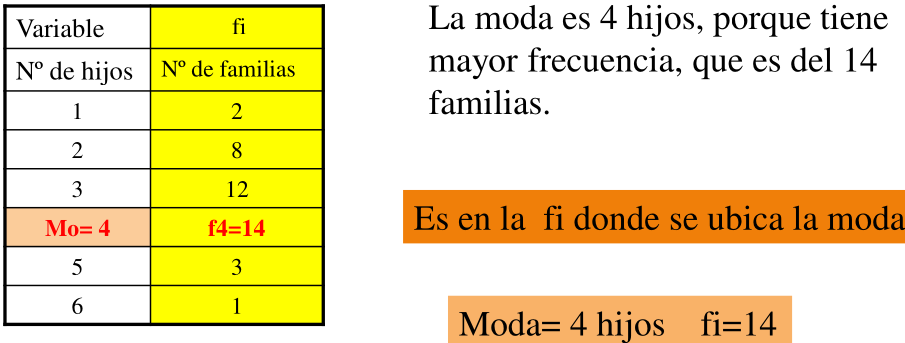 Variable fi
Nº de hijos Nº de familias
1 2
2 8
3 12
Mo= 4 f4=14
5 3
6 1
La moda es 4 hijos, porque tiene
mayor frecuencia, que es del 14
familias.
Es en la fi donde se ubica la moda
Moda= 4 hijos fi=14